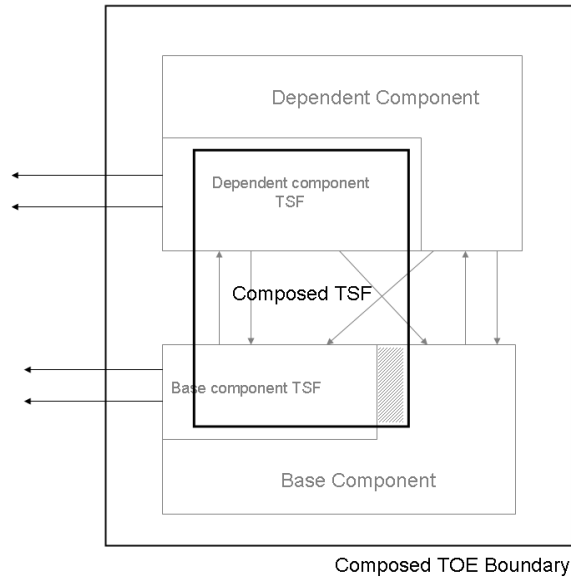 Dependent Component
Dependent component
TSF
Composed TSF
Base component TSF
Base Component
Composed TOE Boundary